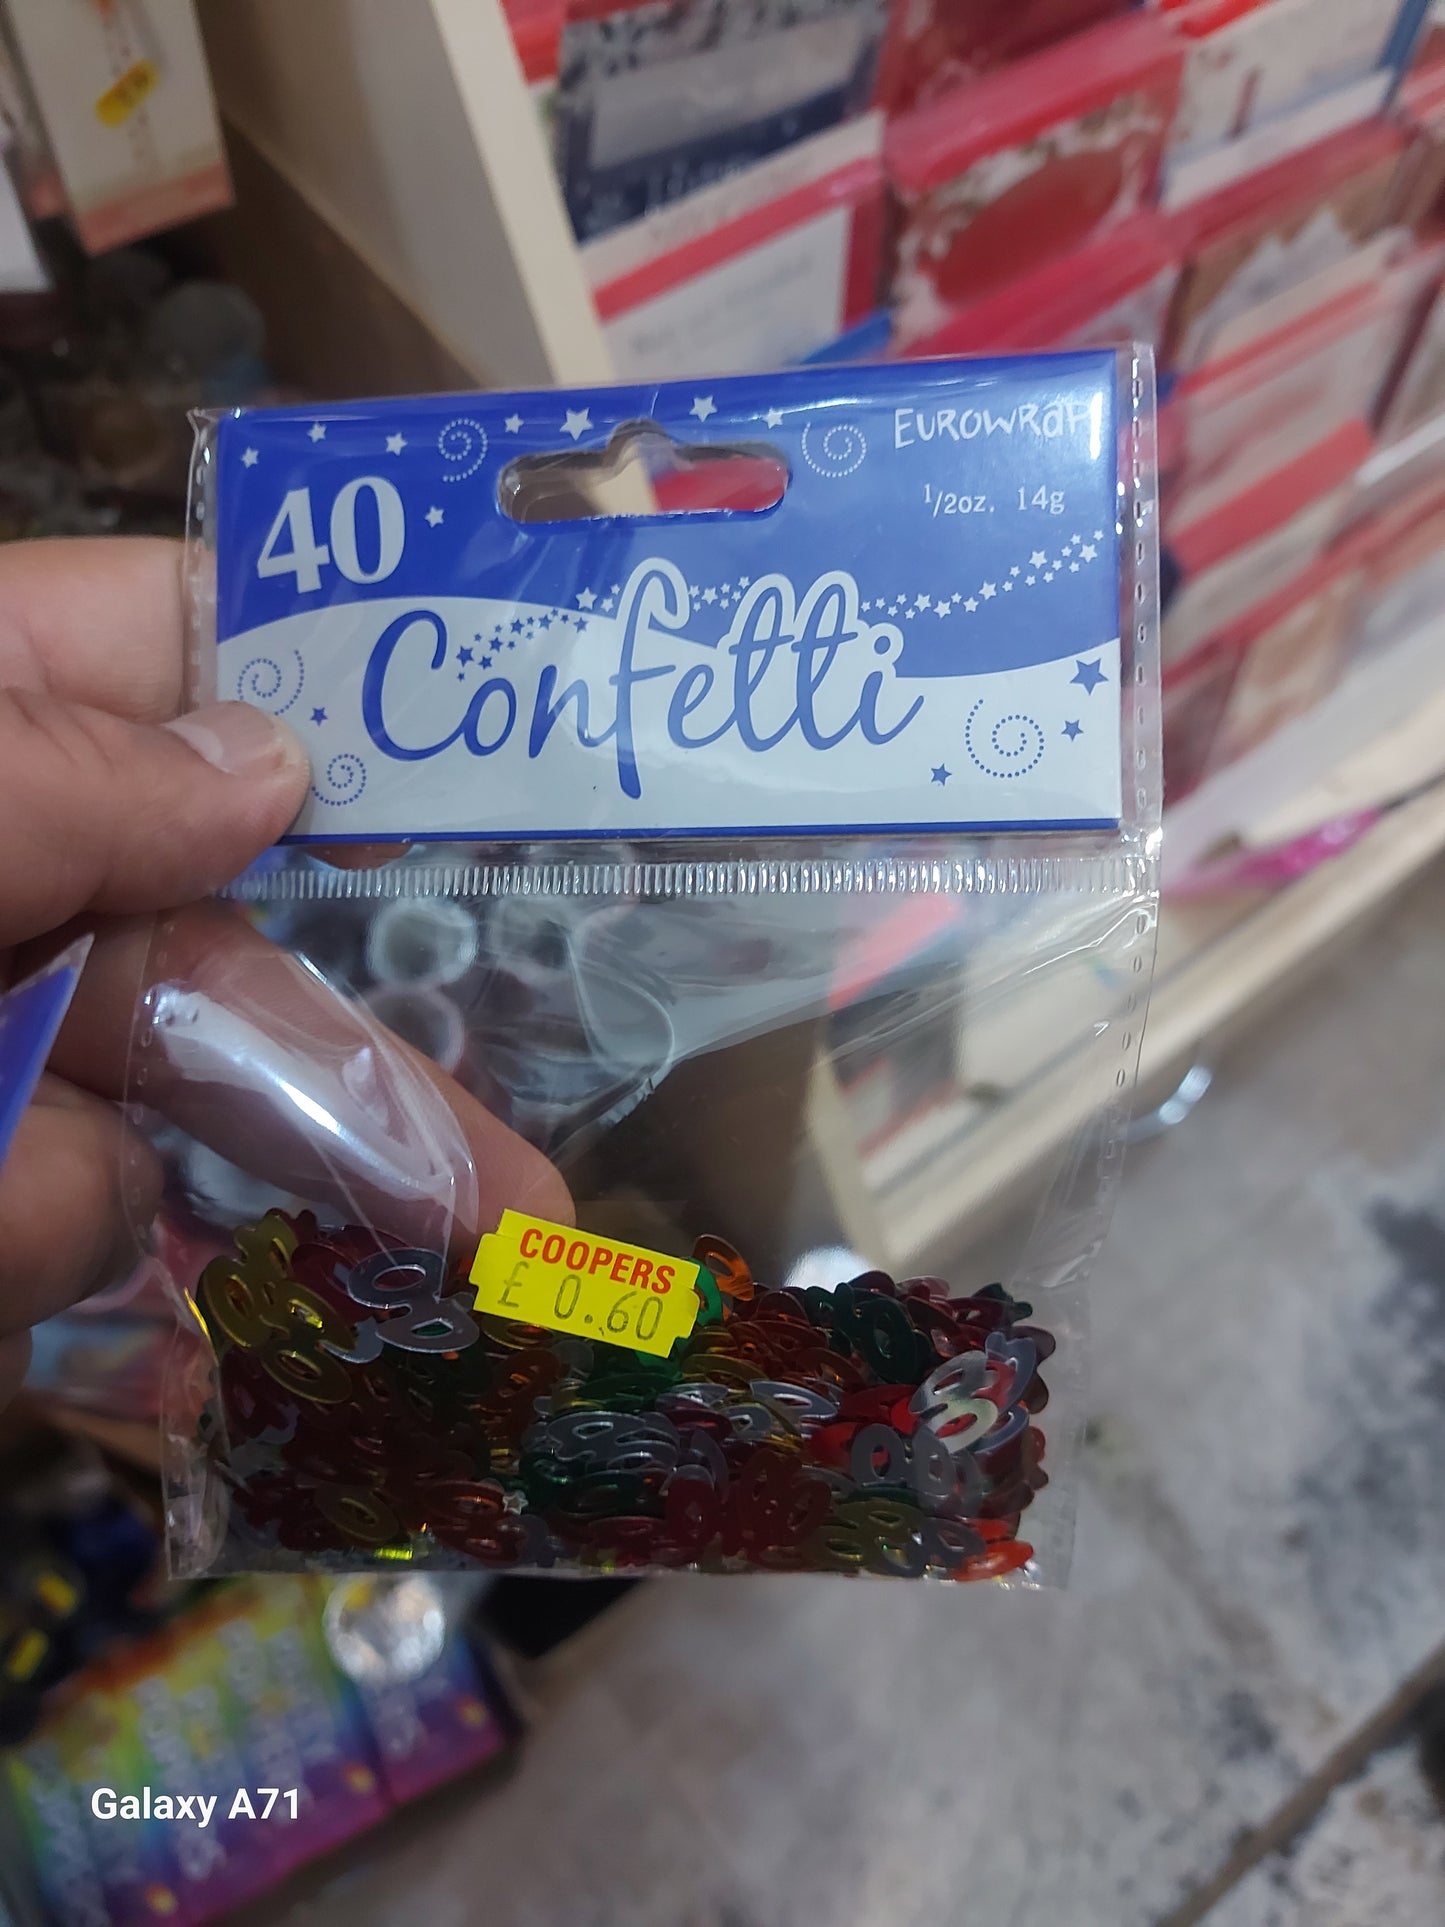 EUROWRAP
1/2oz. 14g
40
Confetti
COOPERS
£ 0.60
Galaxy A71